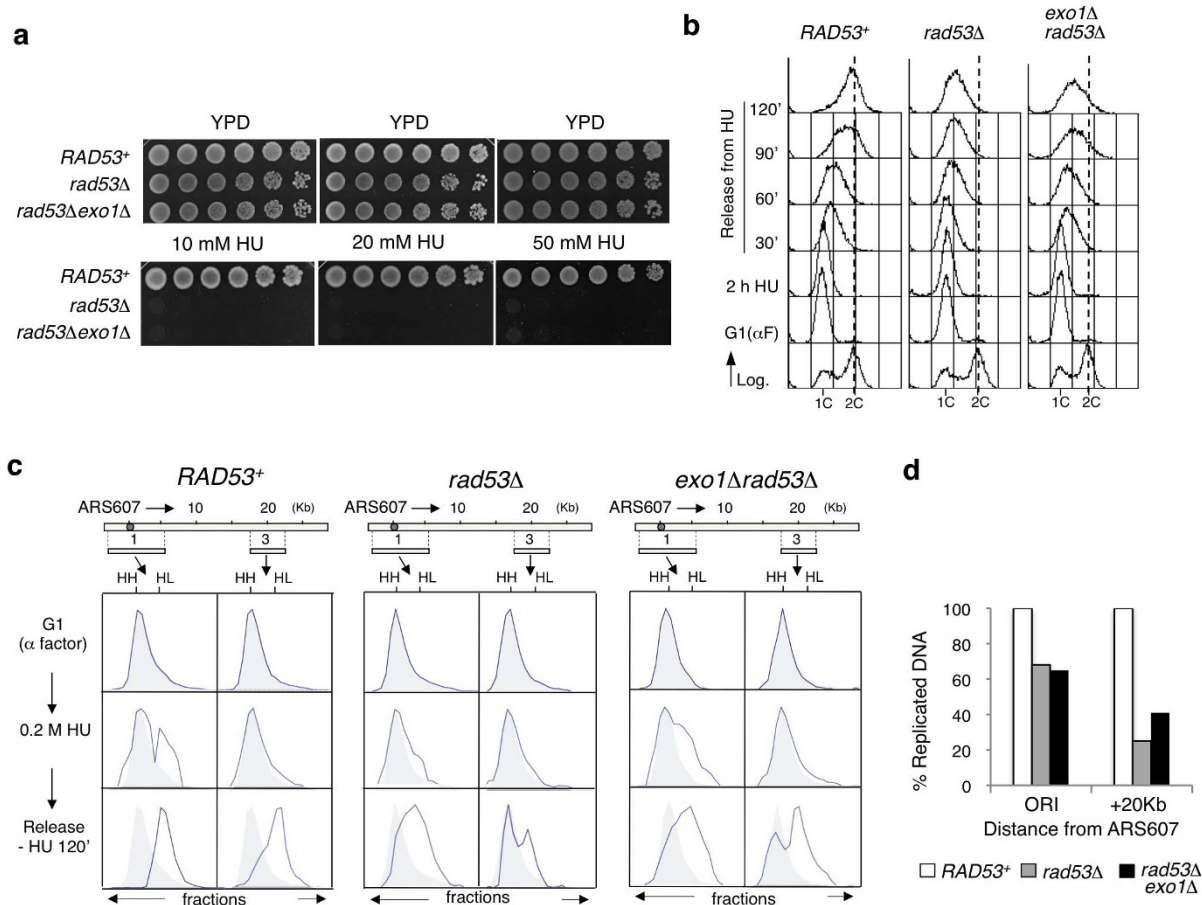 a
YPD YPD YPD
RAD53+
rad53Δ
rad53Δexo1Δ
10 mM HU 20 mM HU 50 mM HU
RAD53+
rad53Δ
rad53Δexo1Δ
b
RAD53+ rad53Δ exo1Δ rad53Δ
Release from HU
120'
90'
60'
30'
2 h HU
G1(αF)
Log.
1C 2C 1C 2C 1C 2C
c
RAD53+ rad53Δ exo1Δrad53Δ
ARS607 10 20 (Kb) ARS607 10 20 (Kb) ARS607 10 20 (Kb)
1 3 1 3 1 3
HH HL HH HL HH HL HH HL HH HL HH HL
G1
(α factor)
0.2 M HU
Release
- HU 120'
fractions fractions fractions
d
% Replicated DNA
100
80
60
40
20
0
ORI +20Kb
Distance from ARS607
RAD53+ rad53Δ rad53Δ exo1Δ